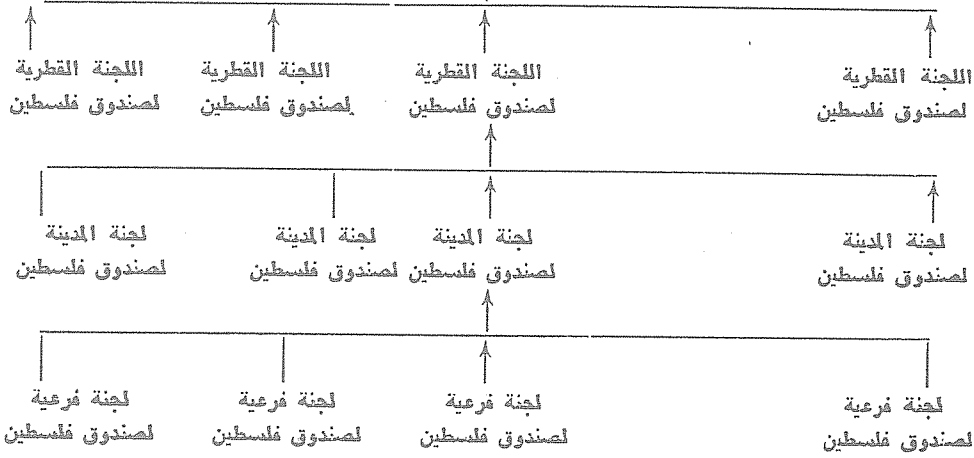 اللجنة القطرية اللجنة القطرية اللجنة القطرية اللجنة القطرية
لصندوق فلسطين لصندوق فلسطين لصندوق فلسطين لصندوق فلسطين
لجنة المدينة لجنة المدينة لجنة المدينة لجنة المدينة
لصندوق فلسطين لصندوق فلسطين لصندوق فلسطين لصندوق فلسطين
لجنة فرعية لجنة فرعية لجنة فرعية لجنة فرعية
لصندوق فلسطين لصندوق فلسطين لصندوق فلسطين لصندوق فلسطين